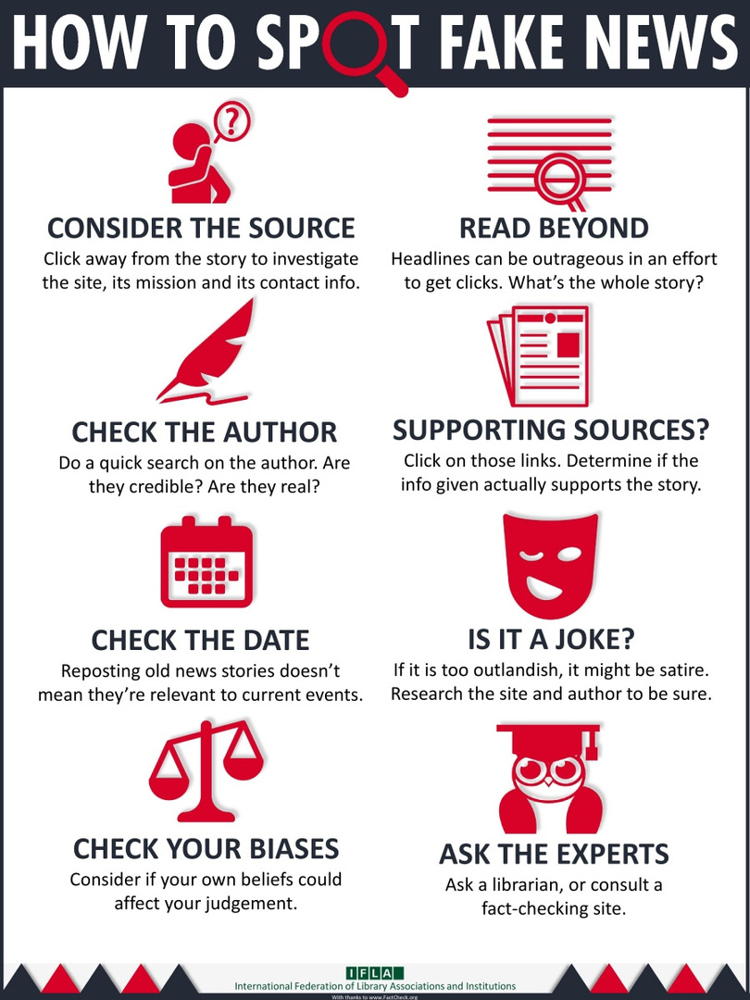 HOW TO SPOT FAKE NEWS
?
CONSIDER THE SOURCE
Click away from the story to investigate
the site, its mission and its contact info.
READ BEYOND
Headlines can be outrageous in an effort
to get clicks. What’s the whole story?
CHECK THE AUTHOR
Do a quick search on the author. Are
they credible? Are they real?
SUPPORTING SOURCES?
Click on those links. Determine if the
info given actually supports the story.
CHECK THE DATE
Reposting old news stories doesn’t
mean they’re relevant to current events.
IS IT A JOKE?
If it is too outlandish, it might be satire.
Research the site and author to be sure.
CHECK YOUR BIASES
Consider if your own beliefs could
affect your judgement.
ASK THE EXPERTS
Ask a librarian, or consult a
fact-checking site.
IFLA
International Federation of Library Associations and Institutions
With thanks to www.FactCheck.org